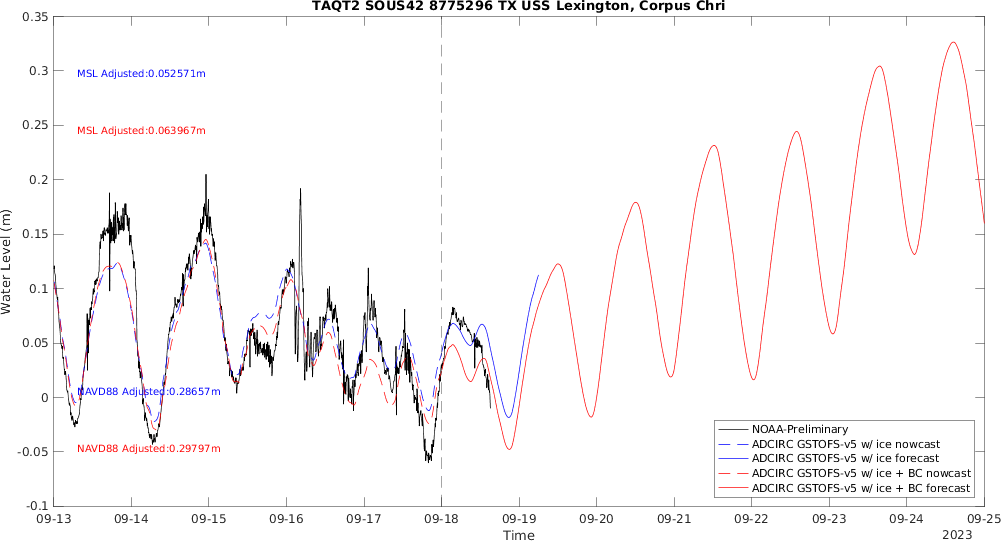 TAQT2 SOUS42 8775296 TX USS Lexington, Corpus Chri
0.35
0.3
0.25
0.2
0.15
0.1
0.05
0
-0.05
-0.1
Water Level (m)
MSL Adjusted:0.052571m
MSL Adjusted:0.063967m
NAVD88 Adjusted:0.28657m
NAVD88 Adjusted:0.29797m
NOAA-Preliminary
ADCIRC GSTOFS-v5 w/ ice nowcast
ADCIRC GSTOFS-v5 w/ ice forecast
ADCIRC GSTOFS-v5 w/ ice + BC nowcast
ADCIRC GSTOFS-v5 w/ ice + BC forecast
09-13 09-14 09-15 09-16 09-17 09-18 09-19 09-20 09-21 09-22 09-23 09-24 09-25
Time
2023